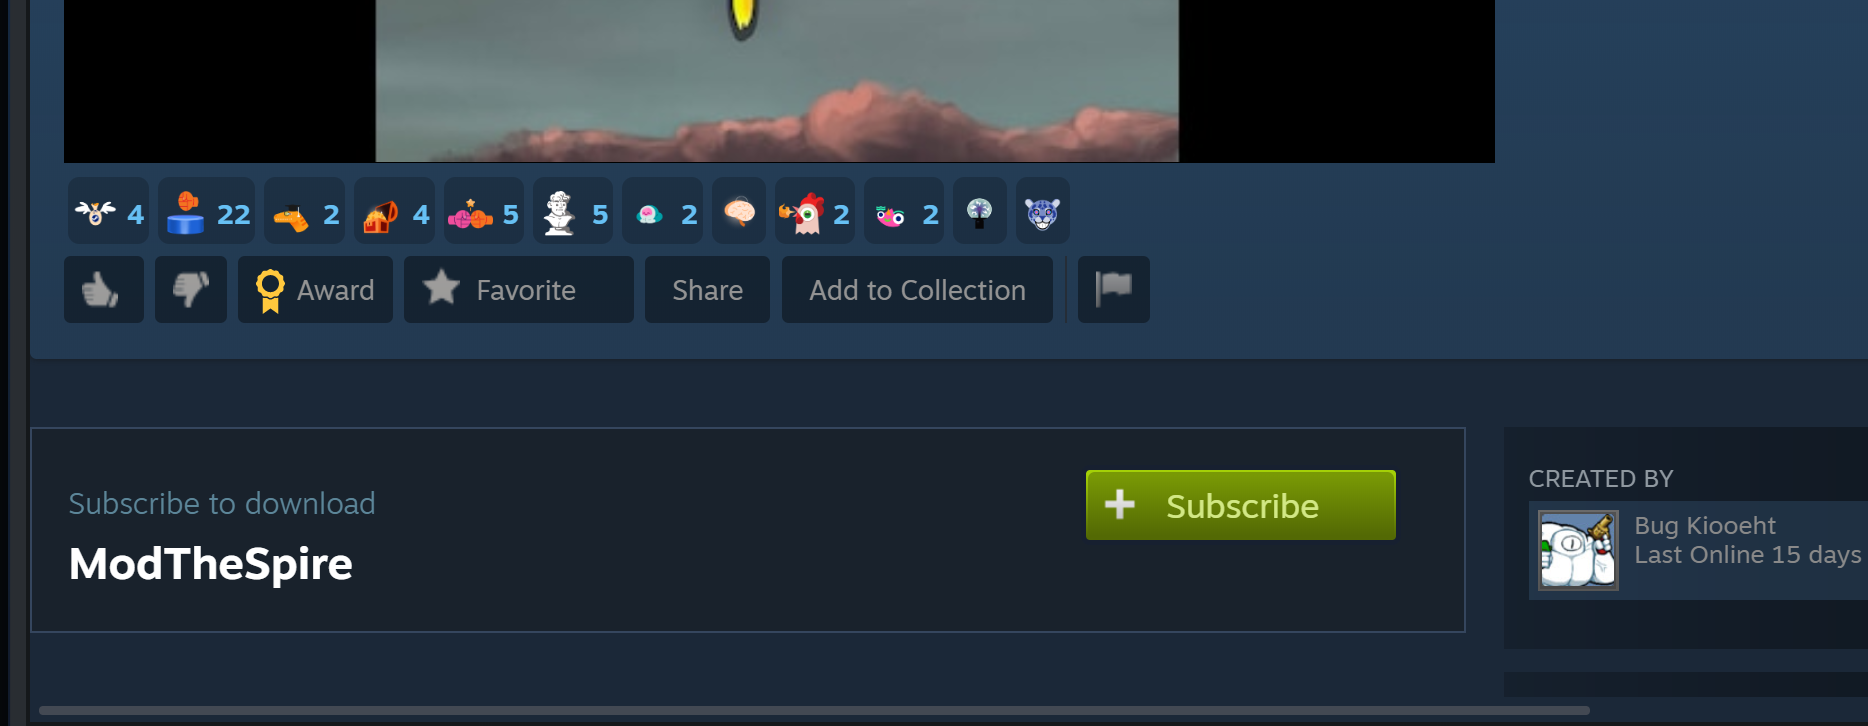 4 22 2 4 5 5 2 2 2
Award Favorite Share Add to Collection
Subscribe to download
ModTheSpire
Subscribe
CREATED BY
Bug Kiooeht
Last Online 15 days